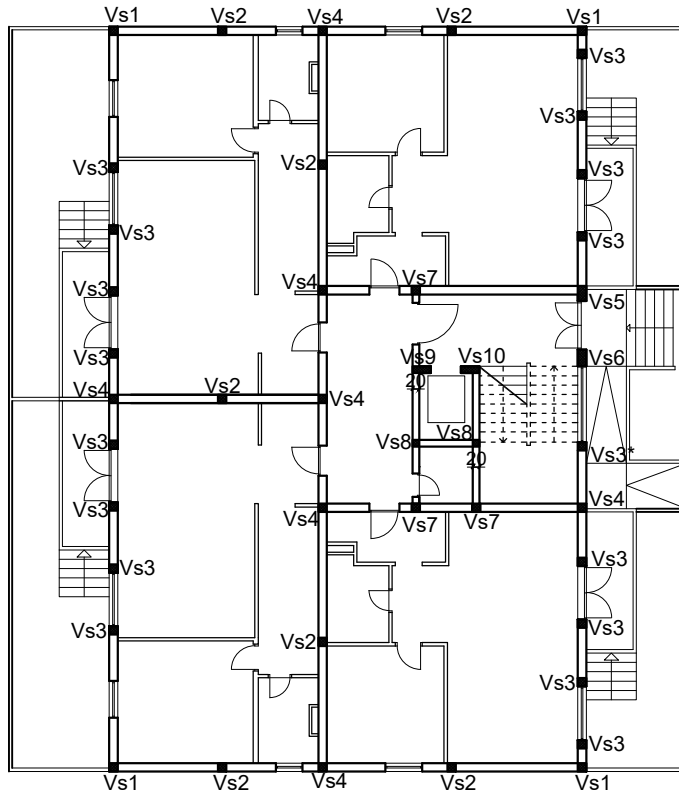 Vs1 Vs2 Vs4 Vs2 Vs1
Vs3
Vs3
Vs3 Vs2 Vs3
Vs3 Vs3
Vs3 Vs4 Vs7 Vs5
Vs3 Vs9 Vs10 Vs6
20
Vs4 Vs2 Vs4
Vs3 Vs8 Vs8 Vs3*
20
Vs3 Vs4 Vs7 Vs7 Vs4
Vs3 Vs3
Vs3 Vs2 Vs3
Vs3
Vs3
Vs1 Vs2 Vs4 Vs2 Vs1